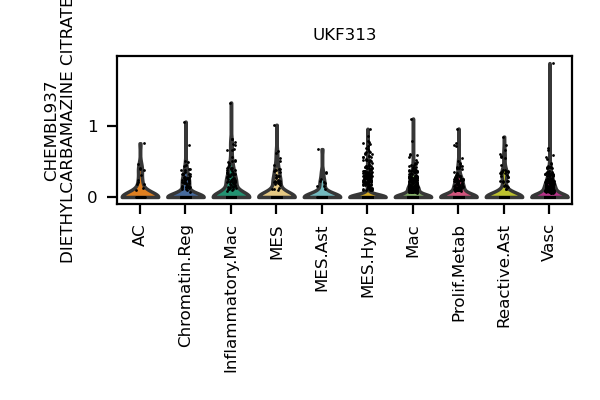 UKF313
CHEMBL937
DIETHYLCARBAMAZINE CITRATE
1
0
AC
Chromatin.Reg
Inflammatory.Mac
MES
MES.Ast
MES.Hyp
Mac
Prolif.Metab
Reactive.Ast
Vasc